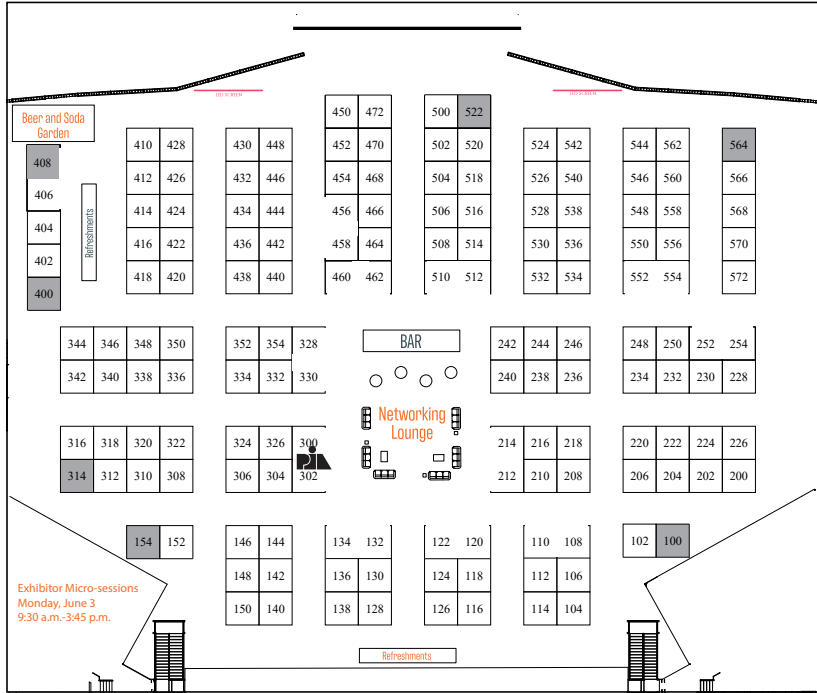 LED SCREEN
LED SCREEN
450 472 500 522
Beer and Soda
Garden
410 428 430 448 452 470 502 520 524 542 544 562 564
408
412 426 432 446 454 468 504 518 526 540 546 560 566
406
414 424 434 444 456 466 506 516 528 538 548 558 568
404
Refreshments
416 422 436 442 458 464 508 514 530 536 550 556 570
402
418 420 438 440 460 462 510 512 532 534 552 554 572
400
344 346 348 350 352 354 328 BAR 242 244 246 248 250 252 254
342 340 338 336 334 332 330 240 238 236 234 232 230 228
Networking
Lounge
316 318 320 322 324 326 300 214 216 218 220 222 224 226
PIA
314 312 310 308 306 304 302 212 210 208 206 204 202 200
154 152 146 144 134 132 122 120 110 108 102 100
148 142 136 130 124 118 112 106
150 140 138 128 126 116 114 104
Exhibitor Micro-sessions
Monday, June 3
9:30 a.m.-3:45 p.m.
Refreshments